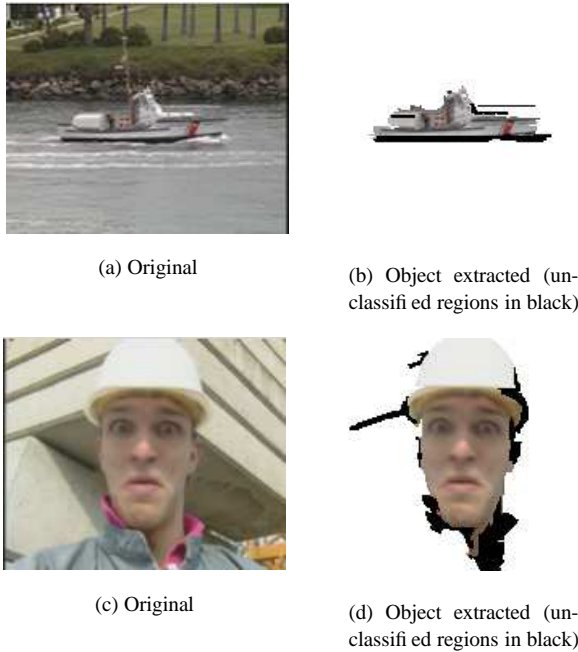 (a) Original
(b) Object extracted (un-
classifi ed regions in black)
(c) Original
(d) Object extracted (un-
classifi ed regions in black)